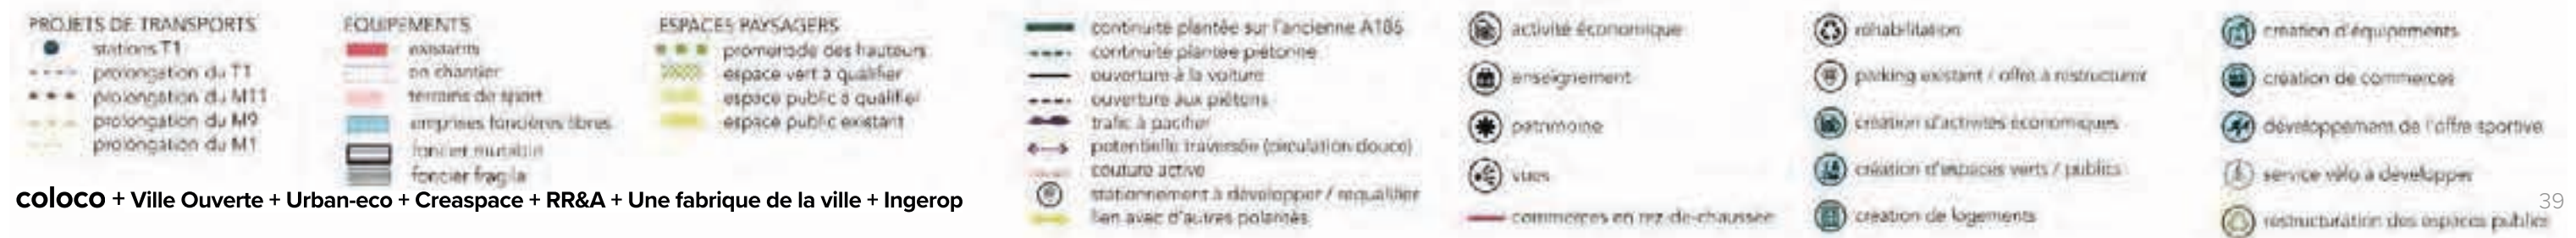 PROJETS DE TRANSPORTS
stations T1
prolongation du T1
prolongation du M11
prolongation du M9
prolongation du M1
EQUIPEMENTS
existants
en chantier
terrains de sport
emprises foncières libres
foncier mutable
foncier fragile
ESPACES PAYSAGERS
promenade des hauteurs
espace vert à qualifier
espace public à qualifier
espace public existant
continuité plantée sur l'ancienne A186
continuité plantée piétonne
ouverture à la voiture
ouverture aux piétons
trafic à pacifier
potentielle traversée (circulation douce)
couture active
stationnement à développer / requalifier
lien avec d'autres polarités
activité économique
enseignement
patrimoine
vues
commerces en rez-de-chaussée
réhabilitation
parking existant / offre à restructurer
création d'activités économiques
création d'espaces verts / publics
création de logements
création d'équipements
création de commerces
développement de l'offre sportive
service vélo à développer
restructuration des espaces publics
coloco + Ville Ouverte + Urban-eco + Creaspace + RR&A + Une fabrique de la ville + Ingerop
39